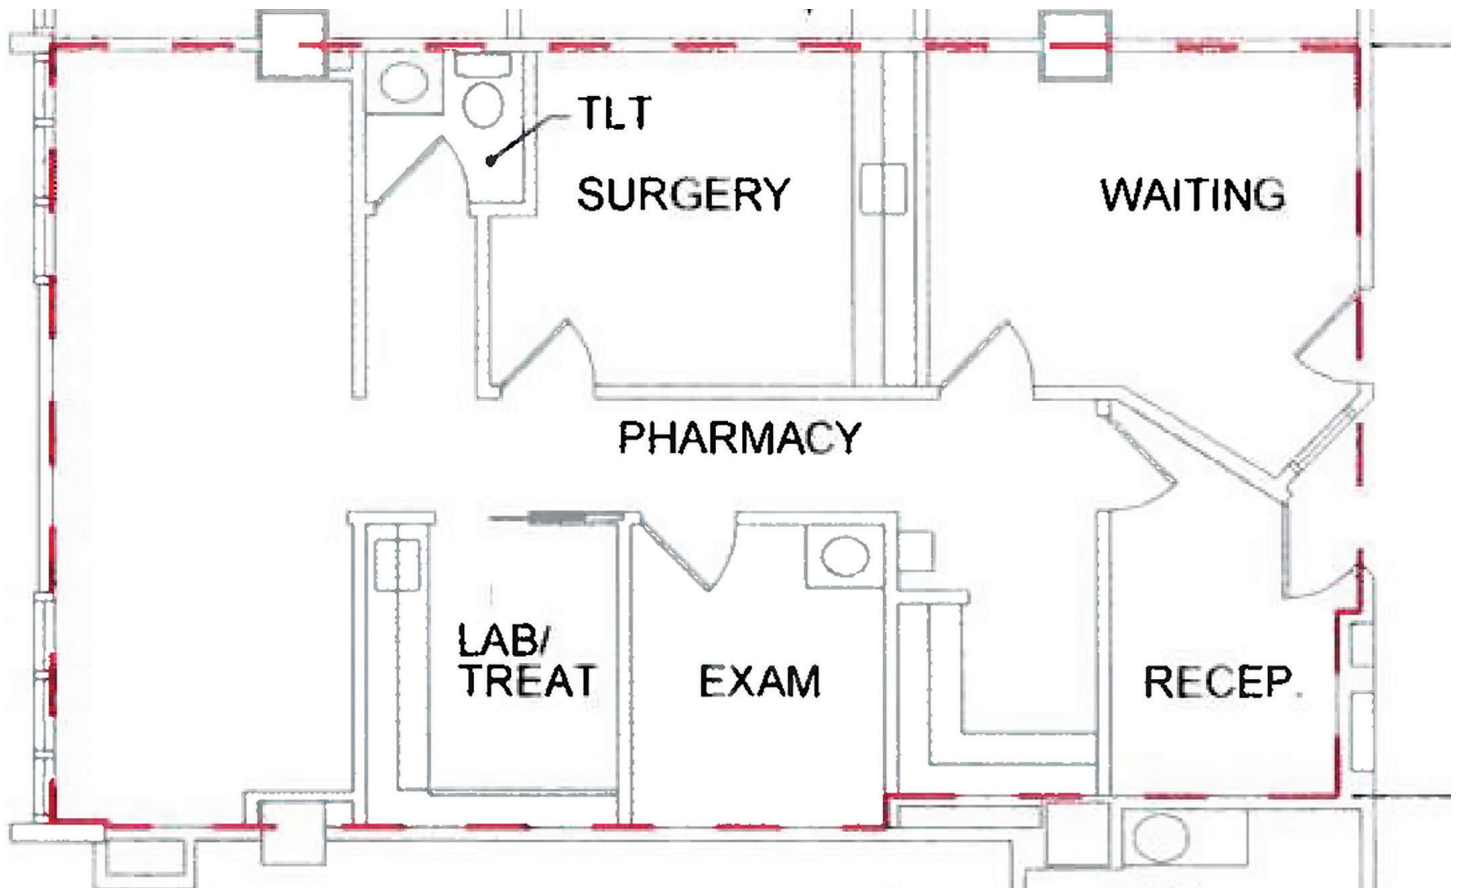 TLT
SURGERY
WAITING
PHARMACY
LAB/
TREAT
EXAM
RECEP.